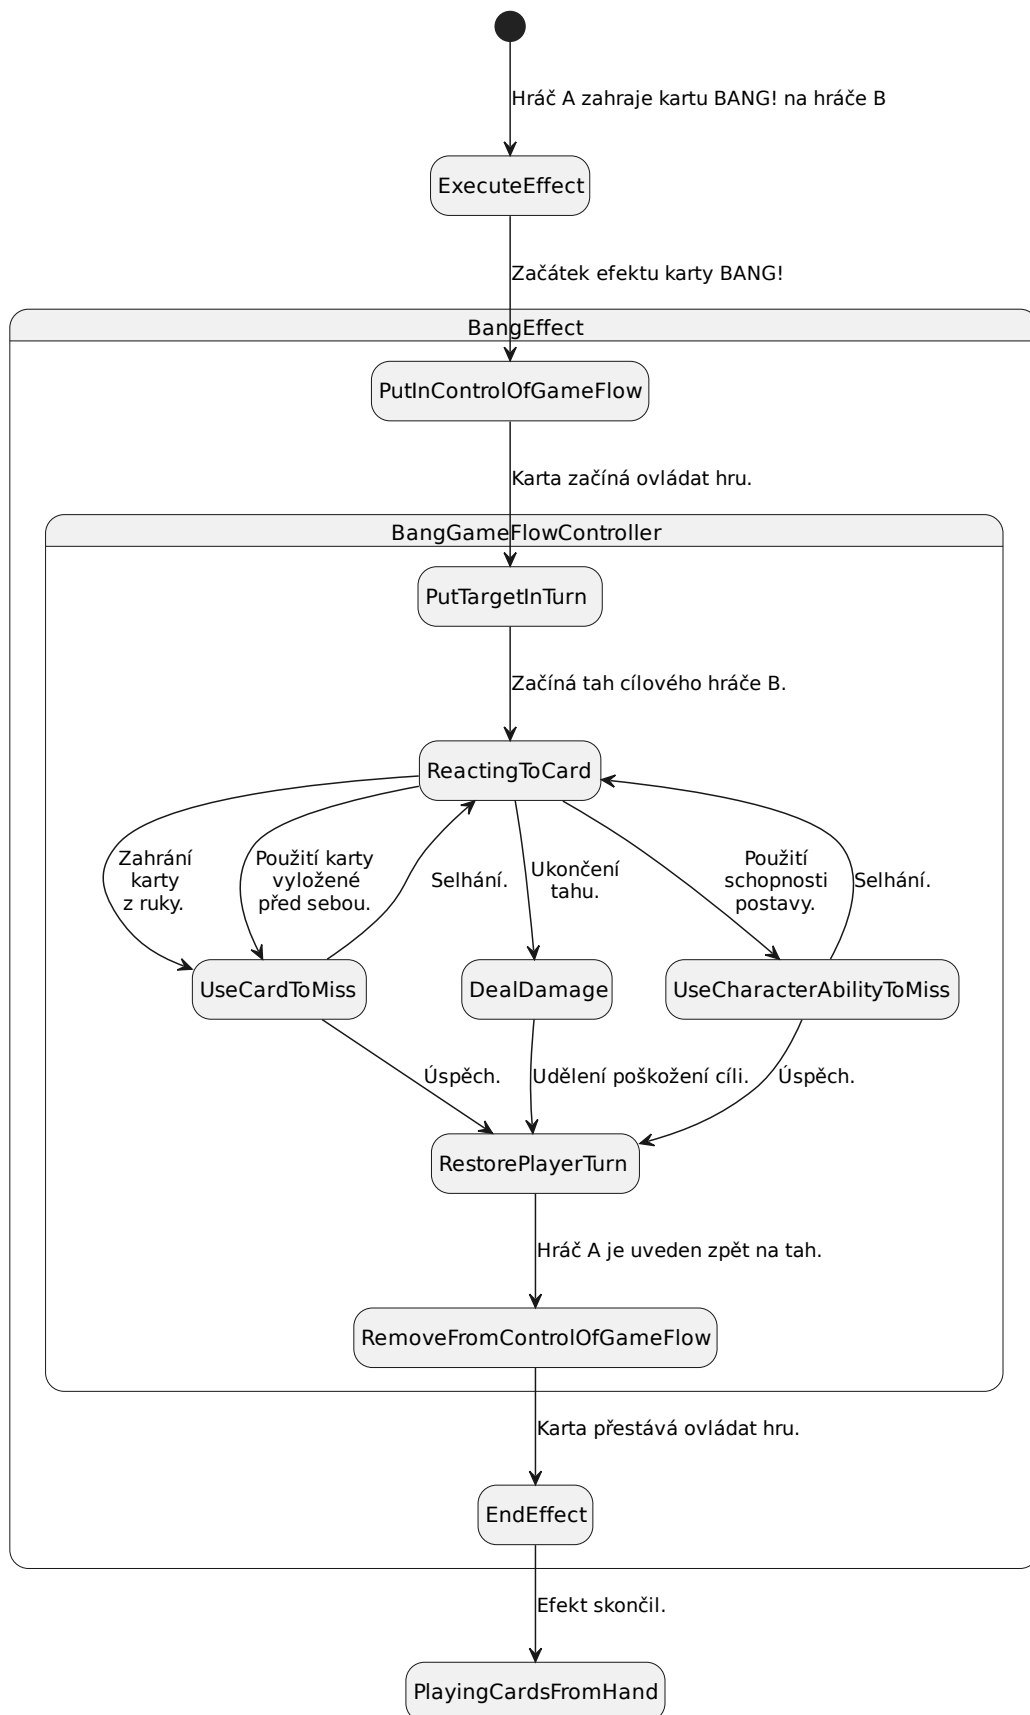 Hráč A zahraje kartu BANG! na hráče B
ExecuteEffect
Začátek efektu karty BANG!
BangEffect
PutInControlOfGameFlow
Karta začíná ovládat hru.
BangGameFlowController
PutTargetInTurn
Začíná tah cílového hráče B.
ReactingToCard
Zahrání
karty
z ruky.
Použití karty
vyložené
před sebou.
Selhání.
Ukončení
tahu.
Použití
schopnosti
postavy.
Selhání.
UseCardToMiss
DealDamage
UseCharacterAbilityToMiss
Úspěch.
Udělení poškození cíli.
Úspěch.
RestorePlayerTurn
Hráč A je uveden zpět na tah.
RemoveFromControlOfGameFlow
Karta přestává ovládat hru.
EndEffect
Efekt skončil.
PlayingCardsFromHand